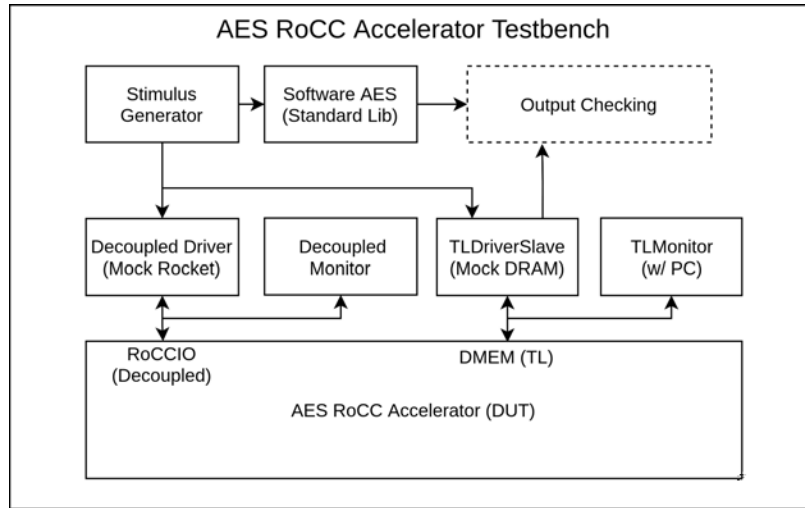 AES RoCC Accelerator Testbench
Stimulus
Generator
Software AES
(Standard Lib)
Output Checking
Decoupled Driver
(Mock Rocket)
Decoupled
Monitor
TLDriverSlave
(Mock DRAM)
TLMonitor
(w/ PC)
RoCCIO
(Decoupled)
DMEM (TL)
AES RoCC Accelerator (DUT)